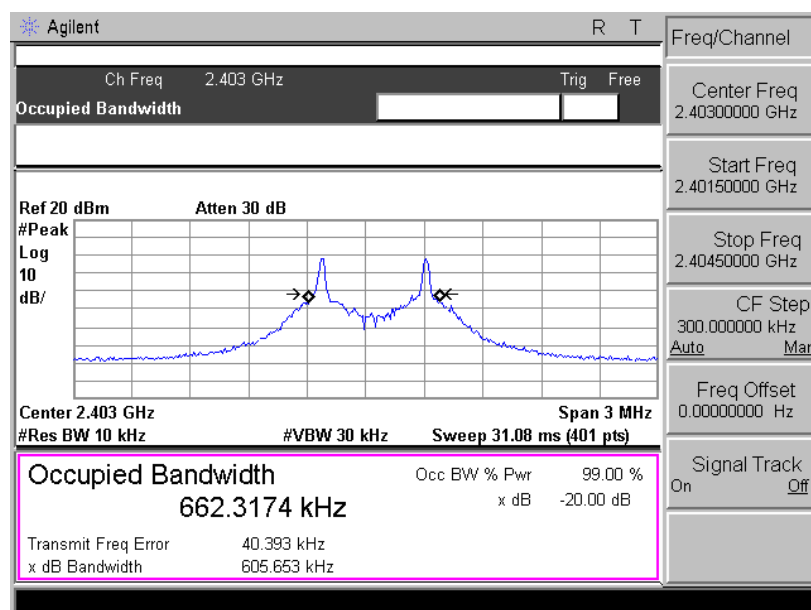 Agilent
R T
Freq/Channel
Ch Freq 2.403 GHz Trig Free
Occupied Bandwidth
Center Freq
2.40300000 GHz
Start Freq
2.40150000 GHz
Stop Freq
2.40450000 GHz
CF Step
300.000000 kHz
Auto Man
Freq Offset
0.00000000 Hz
Signal Track
On Off
Ref 20 dBm Atten 30 dB
#Peak
Log
10
dB/
Center 2.403 GHz Span 3 MHz
#Res BW 10 kHz #VBW 30 kHz Sweep 31.08 ms (401 pts)
Occupied Bandwidth
662.3174 kHz
Occ BW % Pwr 99.00 %
x dB -20.00 dB
Transmit Freq Error 40.393 kHz
x dB Bandwidth 605.653 kHz